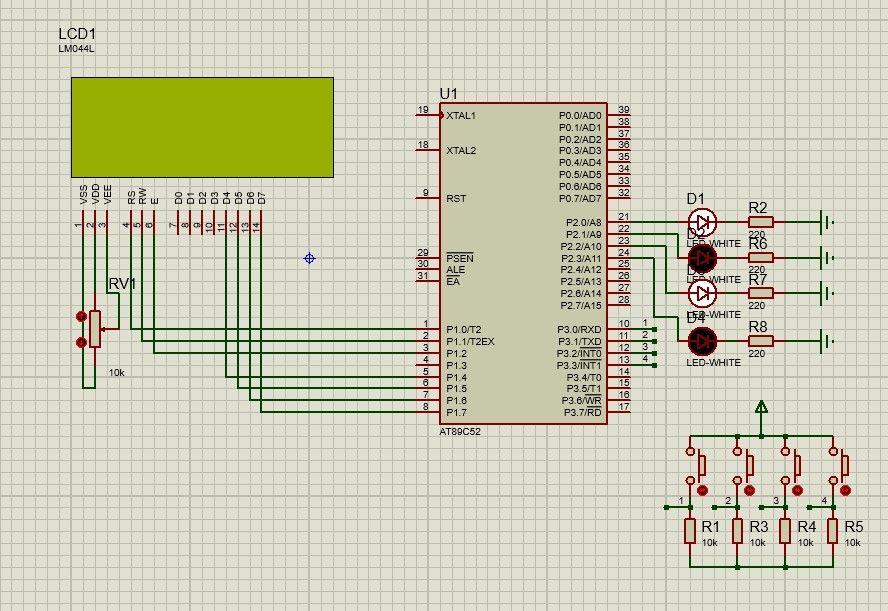 LCD1
LM044L
VSS
VDD
VEE
RS
RW
E
D0
D1
D2
D3
D4
D5
D6
D7
1
2
3
4
5
6
7
8
9
10
11
12
13
14
RV1
10k
U1
19 XTAL1
18 XTAL2
9 RST
29 PSEN
30 ALE
31 EA
1 P1.0/T2
2 P1.1/T2EX
3 P1.2
4 P1.3
5 P1.4
6 P1.5
7 P1.6
8 P1.7
P0.0/AD0 39
P0.1/AD1 38
P0.2/AD2 37
P0.3/AD3 36
P0.4/AD4 35
P0.5/AD5 34
P0.6/AD6 33
P0.7/AD7 32
P2.0/A8 21
P2.1/A9 22
P2.2/A10 23
P2.3/A11 24
P2.4/A12 25
P2.5/A13 26
P2.6/A14 27
P2.7/A15 28
P3.0/RXD 10 1
P3.1/TXD 11 2
P3.2/INT0 12 3
P3.3/INT1 13 4
P3.4/T0 14
P3.5/T1 15
P3.6/WR 16
P3.7/RD 17
AT89C52
D1
LED-WHITE
R2
220
D2
LED-WHITE
R6
220
D3
LED-WHITE
R7
220
D4
LED-WHITE
R8
220
1 2 3 4
R1 R3 R4 R5
10k 10k 10k 10k